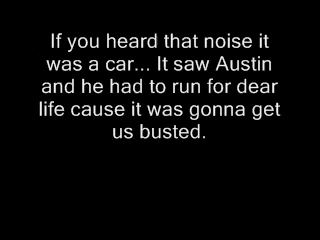 If you heard that noise it
was a car... It saw Austin
and he had to run for dear
life cause it was gonna get
us busted.